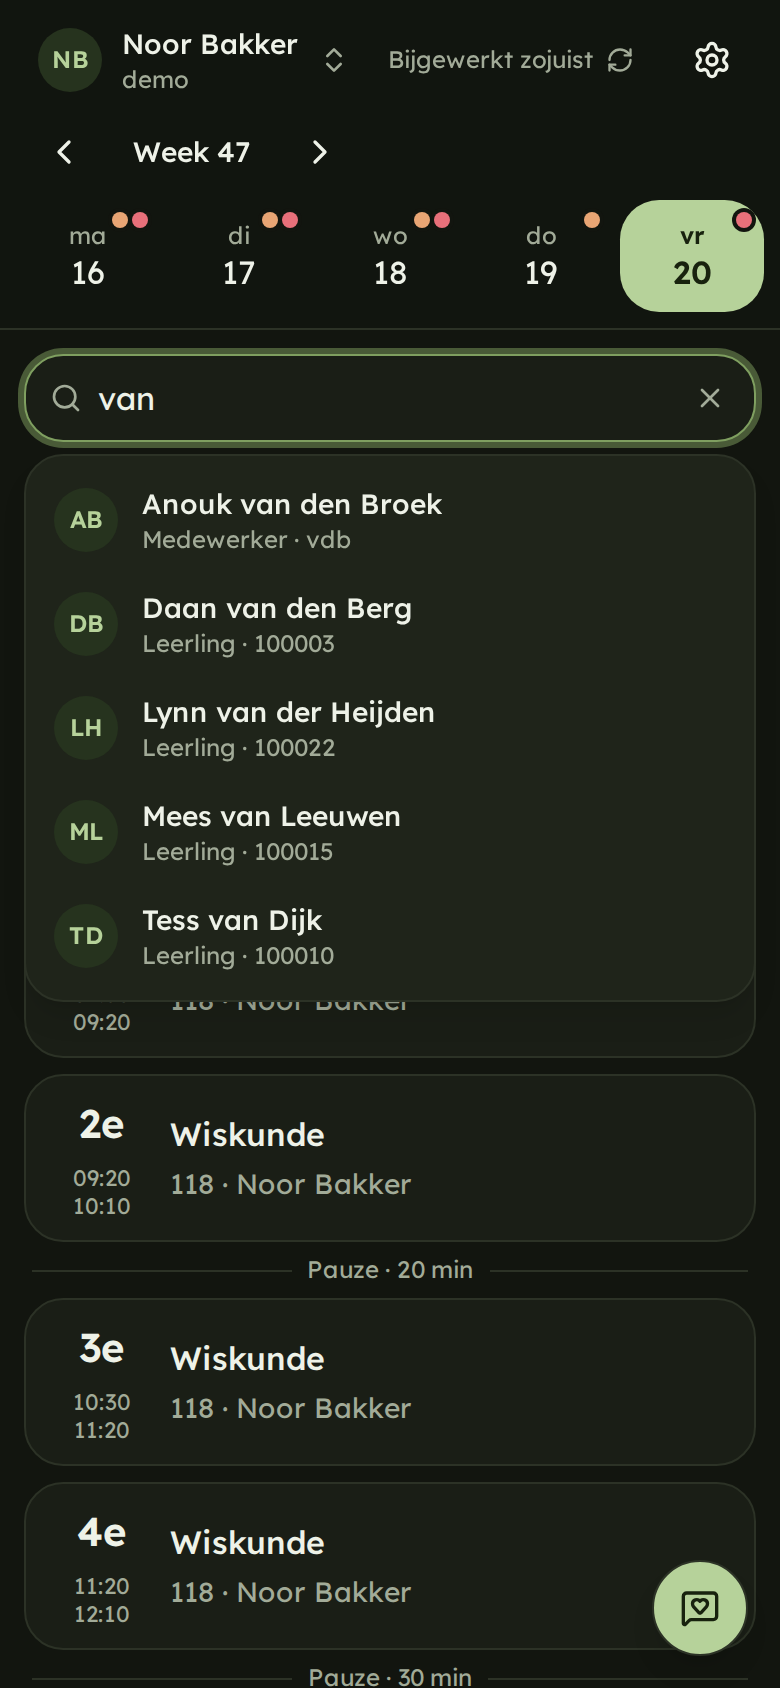 NB
Noor Bakker
demo
Bijgewerkt zojuist
Week 47
ma
16
di
17
wo
18
do
19
vr
20
van
AB
Anouk van den Broek
Medewerker · vdb
DB
Daan van den Berg
Leerling · 100003
LH
Lynn van der Heijden
Leerling · 100022
ML
Mees van Leeuwen
Leerling · 100015
TD
Tess van Dijk
Leerling · 100010
118 · Noor Bakker
09:20
2e
Wiskunde
09:20
118 · Noor Bakker
10:10
Pauze · 20 min
3e
Wiskunde
10:30
118 · Noor Bakker
11:20
4e
Wiskunde
11:20
118 · Noor Bakker
12:10
Pauze · 30 min